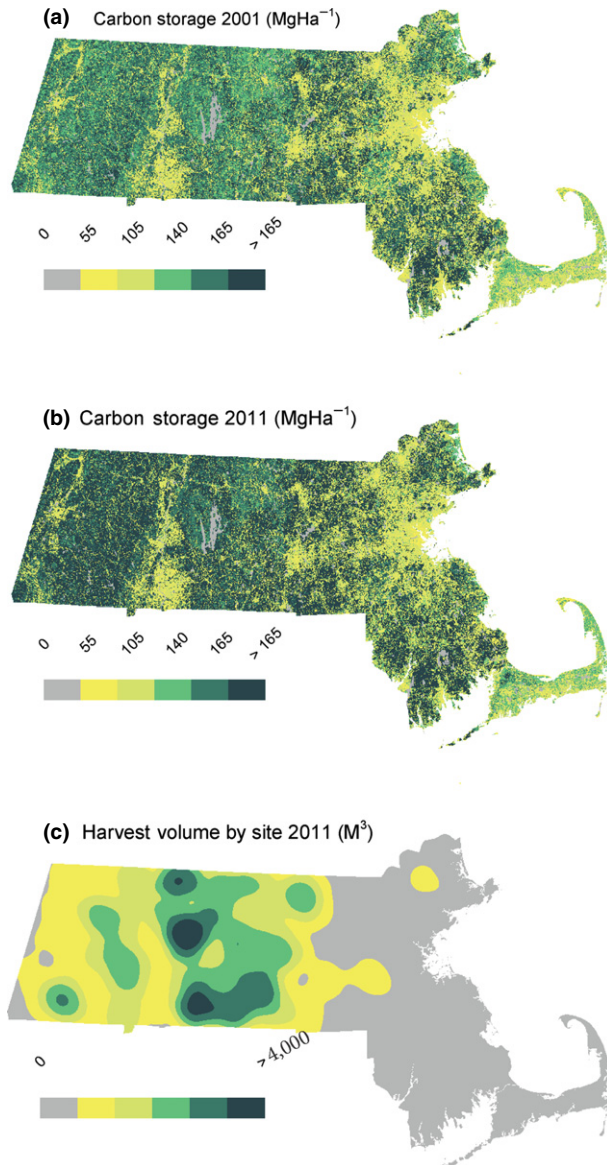 (a) Carbon storage 2001 (MgHa⁻¹)
0 55 105 140 165 > 165
(b) Carbon storage 2011 (MgHa⁻¹)
0 55 105 140 165 > 165
(c) Harvest volume by site 2011 (M³)
0 >4,000